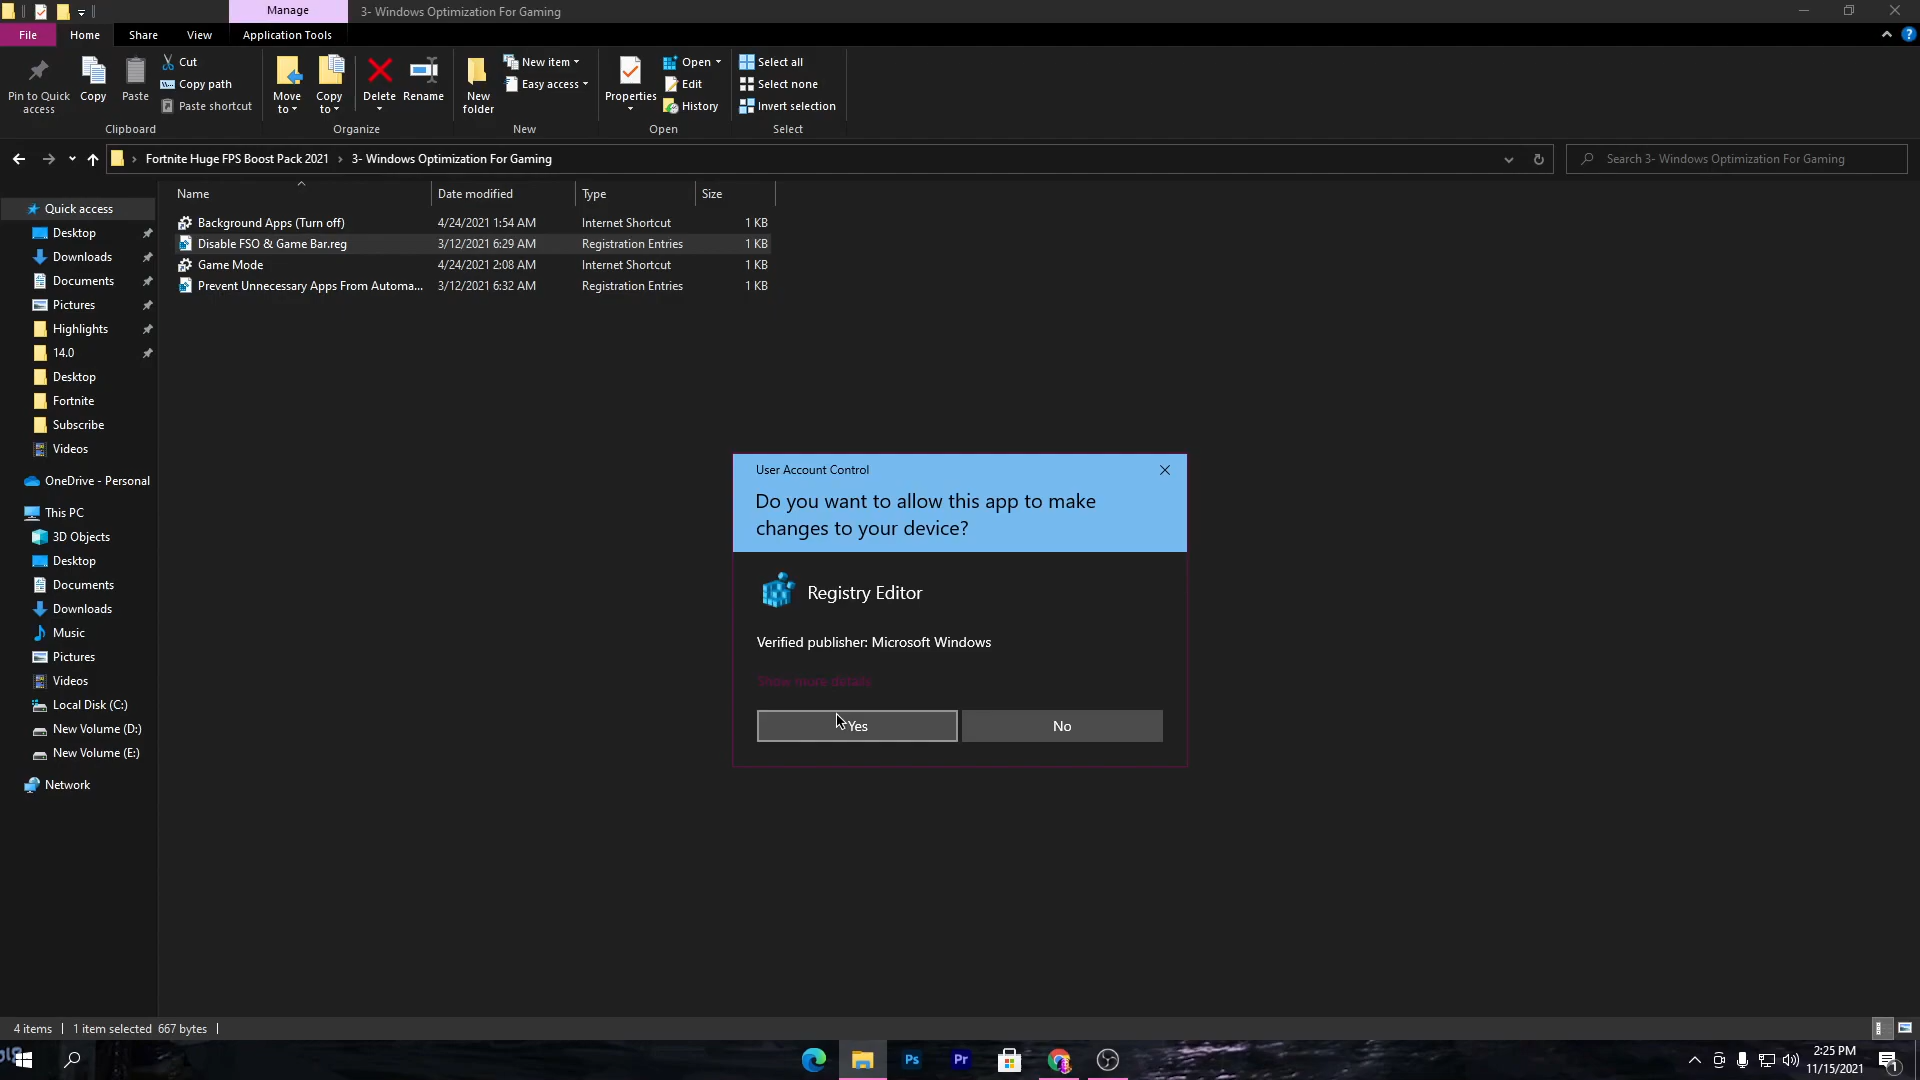 Manage
3- Windows Optimization For Gaming
File
Home
Share
View
Application Tools
Pin to Quick
access
Copy
Paste
Cut
Copy path
Paste shortcut
Clipboard
Move
to
Copy
to
Delete
Rename
Organize
New
folder
New item
Easy access
New
Properties
Open
Edit
History
Open
Select all
Select none
Invert selection
Select
Fortnite Huge FPS Boost Pack 2021
3- Windows Optimization For Gaming
Search 3- Windows Optimization For Gaming
Name
Date modified
Type
Size
Background Apps (Turn off) 4/24/2021 1:54 AM Internet Shortcut 1 KB
Disable FSO & Game Bar.reg 3/12/2021 6:29 AM Registration Entries 1 KB
Game Mode 4/24/2021 2:08 AM Internet Shortcut 1 KB
Prevent Unnecessary Apps From Automa... 3/12/2021 6:32 AM Registration Entries 1 KB
Quick access
Desktop
Downloads
Documents
Pictures
Highlights
14.0
Desktop
Fortnite
Subscribe
Videos
OneDrive - Personal
This PC
3D Objects
Desktop
Documents
Downloads
Music
Pictures
Videos
Local Disk (C:)
New Volume (D:)
New Volume (E:)
Network
User Account Control
Do you want to allow this app to make
changes to your device?
Registry Editor
Verified publisher: Microsoft Windows
Show more details
Yes
No
4 items
1 item selected 667 bytes
Ps
Pr
2:25 PM
11/15/2021
1